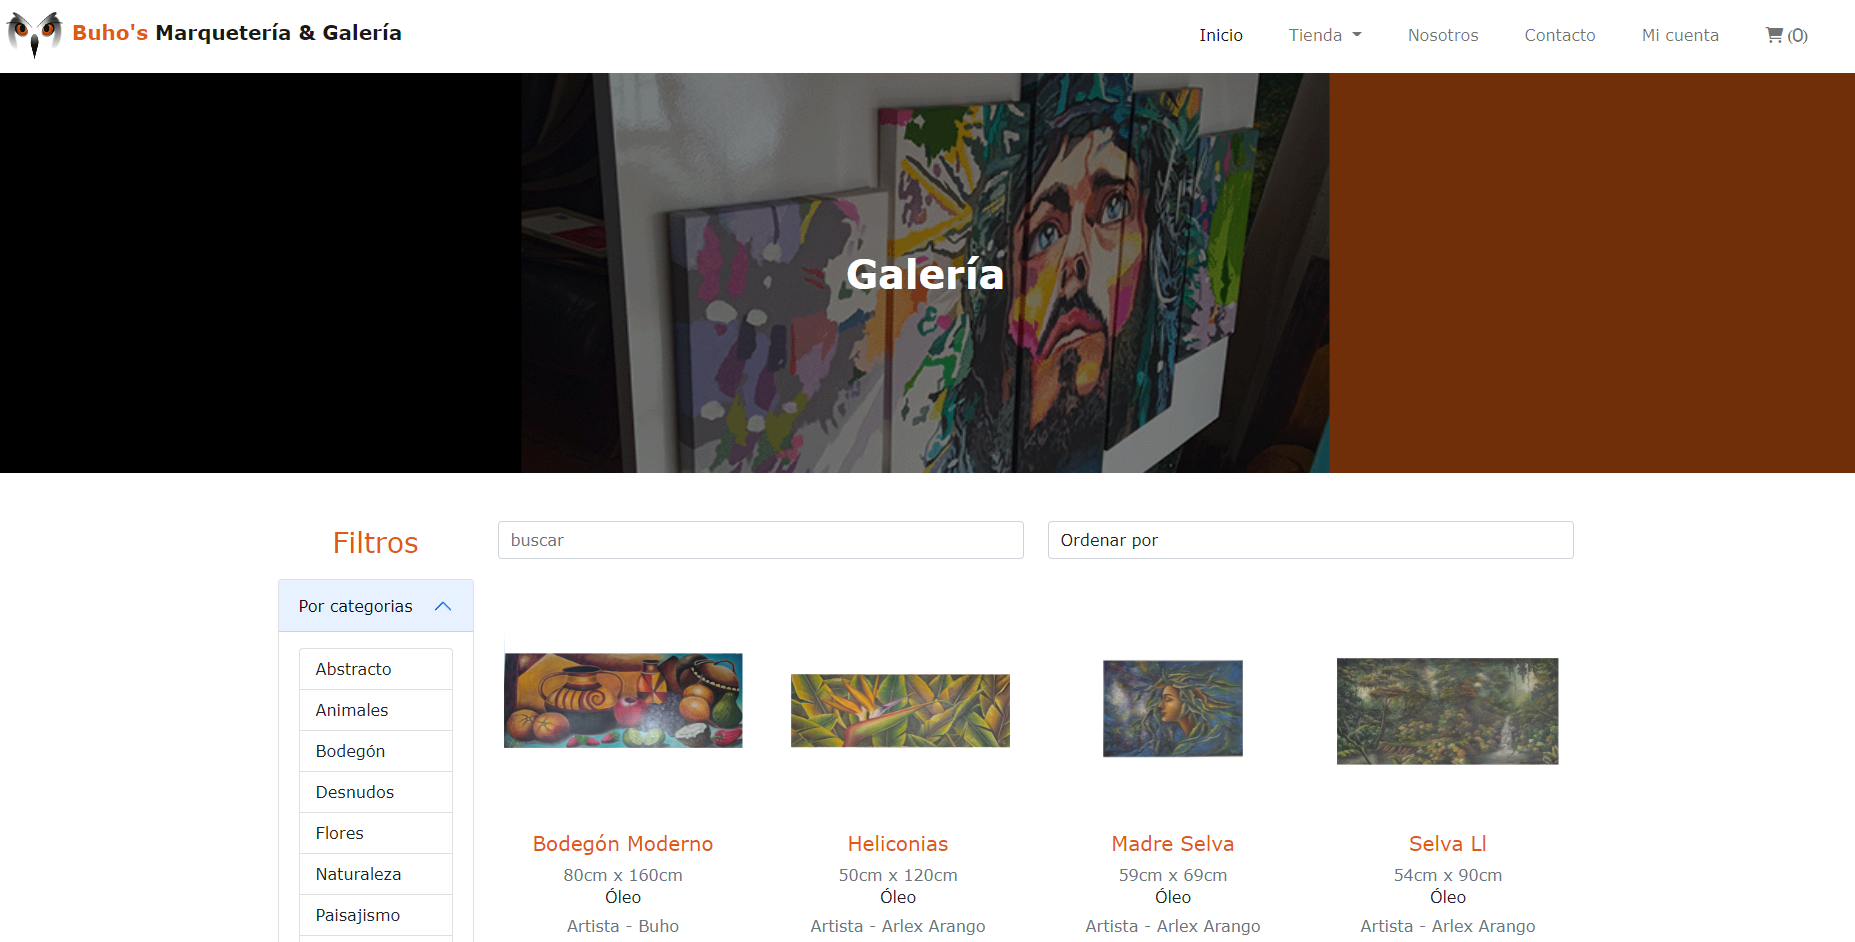 Buho's Marquetería & Galería
Inicio
Tienda
Nosotros
Contacto
Mi cuenta
(0)
Galería
Filtros
buscar
Ordenar por
Por categorias
Abstracto
Animales
Bodegón
Desnudos
Flores
Naturaleza
Paisajismo
Bodegón Moderno
80cm x 160cm
Óleo
Artista - Buho
Heliconias
50cm x 120cm
Óleo
Artista - Arlex Arango
Madre Selva
59cm x 69cm
Óleo
Artista - Arlex Arango
Selva Ll
54cm x 90cm
Óleo
Artista - Arlex Arango